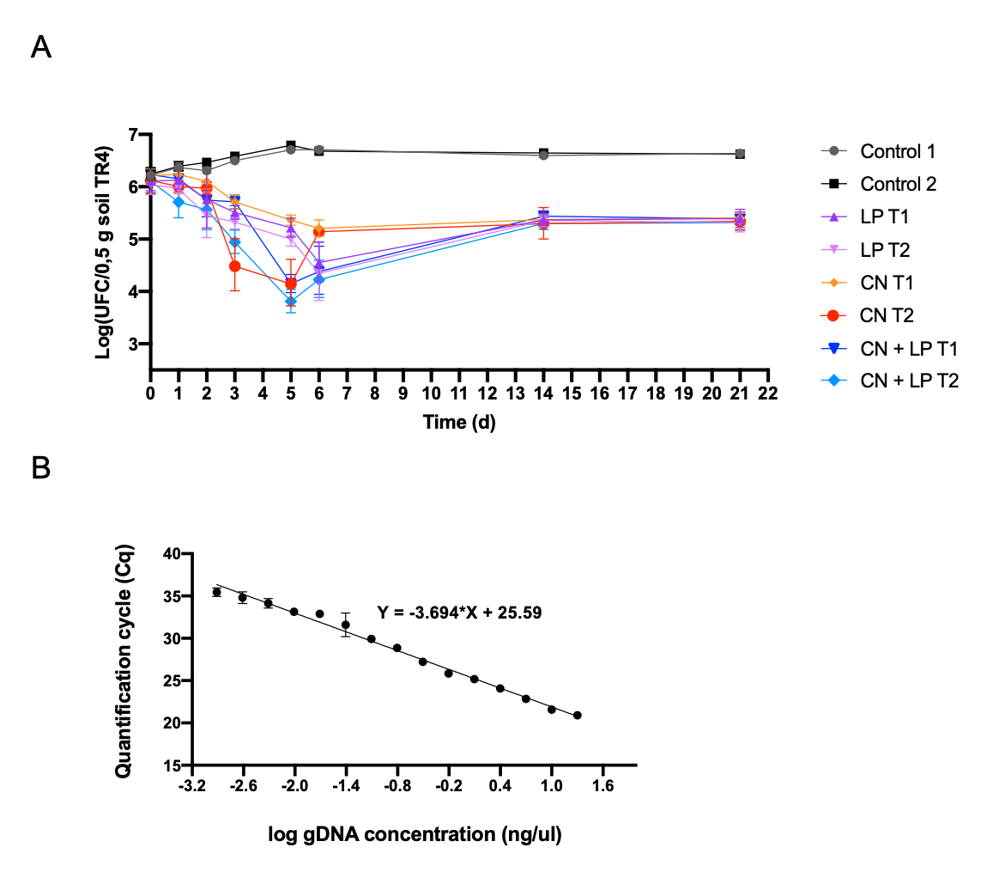 A
Log(UFC/0,5 g soil TR4)
7
6
5
4
3
0 1 2 3 4 5 6 7 8 9 10 11 12 13 14 15 16 17 18 19 20 21 22
Time (d)
Control 1
Control 2
LP T1
LP T2
CN T1
CN T2
CN + LP T1
CN + LP T2
B
Quantification cycle (Cq)
40
35
30
25
20
15
Y = -3.694*X + 25.59
-3.2 -2.6 -2.0 -1.4 -0.8 -0.2 0.4 1.0 1.6
log gDNA concentration (ng/ul)